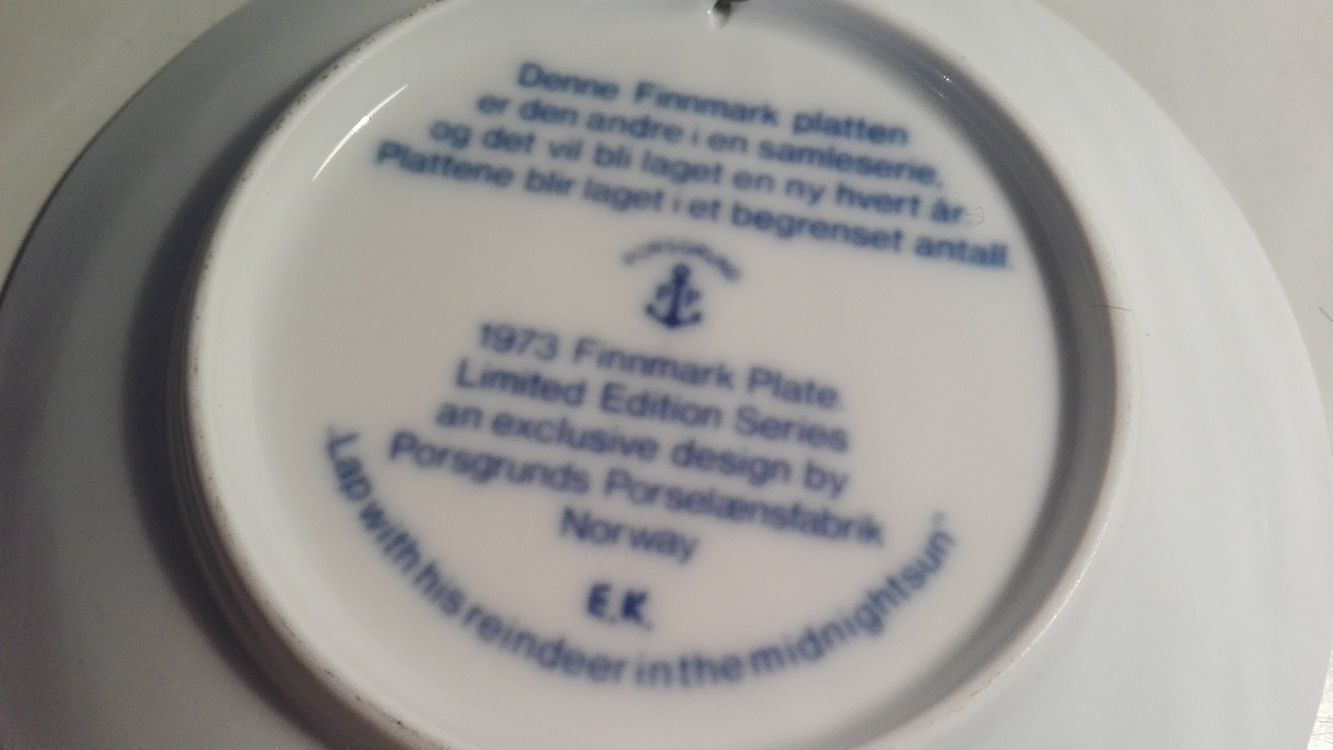 Denne Finnmark platten
er den andre i en samleserie,
og det vil bli laget en ny hvert år.
Plattene blir laget i et begrenset antall.
PORSGRUND
1973 Finnmark Plate.
Limited Edition Series
an exclusive design by
Porsgrunds Porselænsfabrik
Norway
E.K.
"Lap with his reindeer in the midnightsun"